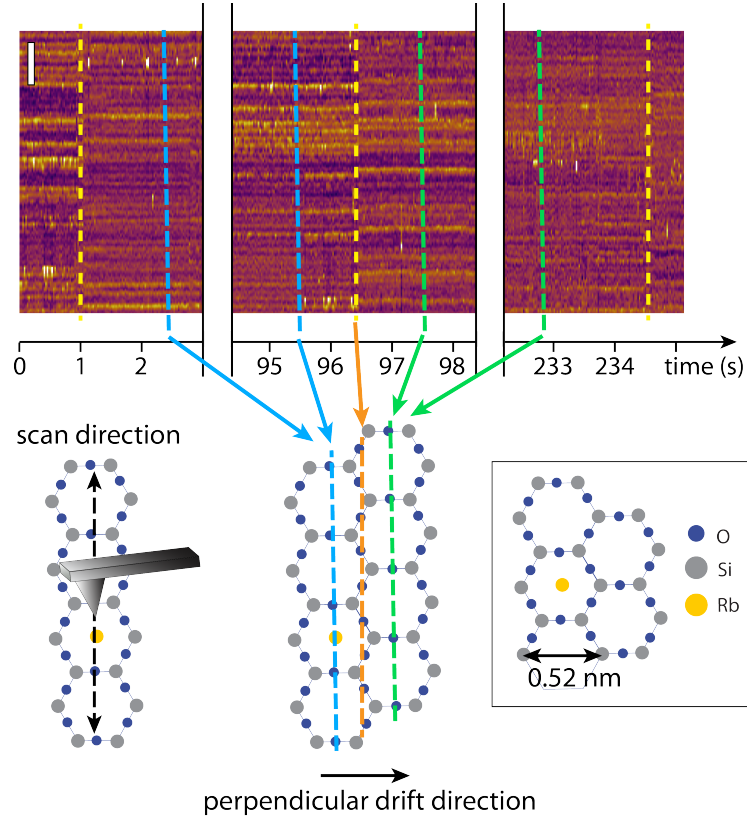 0 1 2 95 96 97 98 233 234 time (s)
scan direction
O
Si
Rb
0.52 nm
perpendicular drift direction